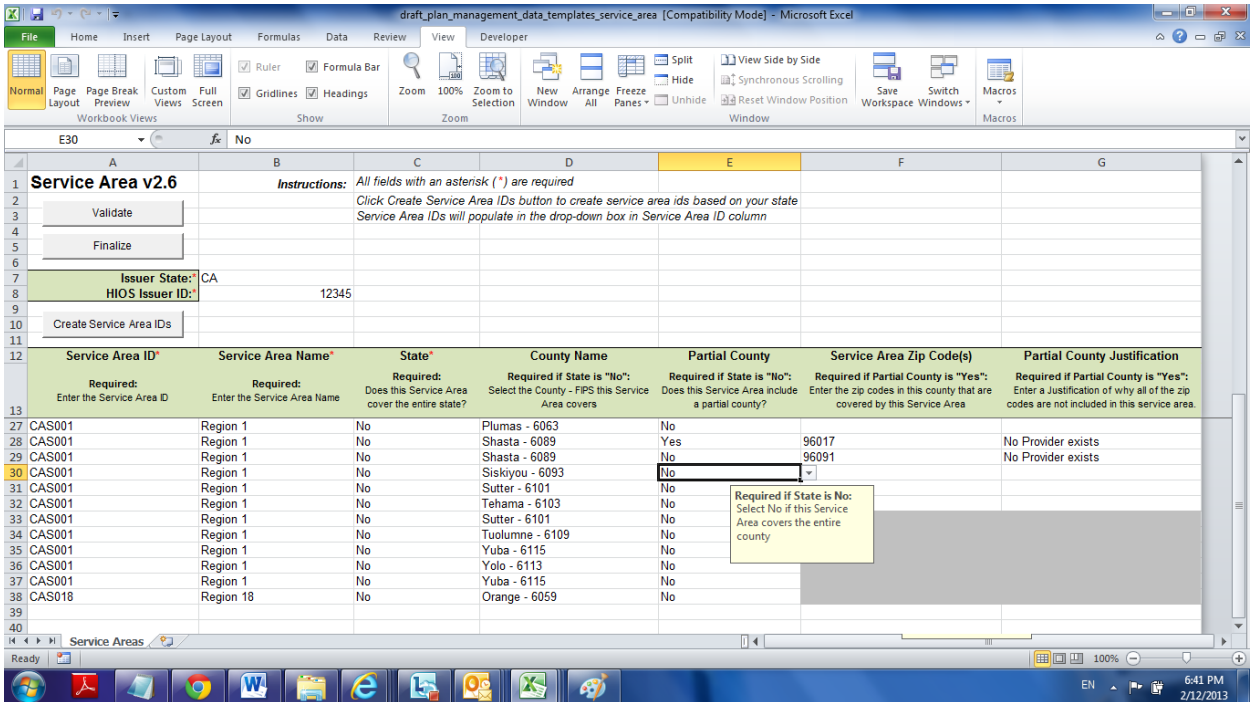 draft_plan_management_data_templates_service_area [Compatibility Mode] - Microsoft Excel
File Home Insert Page Layout Formulas Data Review View Developer
Normal Page Layout Page Break Preview Custom Views Full Screen
Workbook Views
Ruler Formula Bar
Gridlines Headings
Show
Zoom 100% Zoom to Selection
Zoom
New Window Arrange All Freeze Panes
Split
Hide
Unhide
View Side by Side
Synchronous Scrolling
Reset Window Position
Save Workspace Switch Windows
Window
Macros
Macros
E30 fx No
A B C D E F G
1 Service Area v2.6 Instructions: All fields with an asterisk (*) are required
2 Click Create Service Area IDs button to create service area ids based on your state
3 Validate Service Area IDs will populate in the drop-down box in Service Area ID column
4
5 Finalize
6
7 Issuer State:* CA
8 HIOS Issuer ID:* 12345
9
10 Create Service Area IDs
11
12 Service Area ID* Service Area Name* State* County Name Partial County Service Area Zip Code(s) Partial County Justification
13 Required: Enter the Service Area ID
Required: Enter the Service Area Name
Required: Does this Service Area cover the entire state?
Required if State is "No": Select the County - FIPS this Service Area covers
Required if State is "No": Does this Service Area include a partial county?
Required if Partial County is "Yes": Enter the zip codes in this county that are covered by this Service Area
Required if Partial County is "Yes": Enter a Justification of why all of the zip codes are not included in this service area.
27 CAS001 Region 1 No Plumas - 6063 No
28 CAS001 Region 1 No Shasta - 6089 Yes 96017 No Provider exists
29 CAS001 Region 1 No Shasta - 6089 No 96091 No Provider exists
30 CAS001 Region 1 No Siskiyou - 6093 No
31 CAS001 Region 1 No Sutter - 6101 No
32 CAS001 Region 1 No Tehama - 6103 No
33 CAS001 Region 1 No Sutter - 6101 No
34 CAS001 Region 1 No Tuolumne - 6109 No
35 CAS001 Region 1 No Yuba - 6115 No
36 CAS001 Region 1 No Yolo - 6113 No
37 CAS001 Region 1 No Yuba - 6115 No
38 CAS018 Region 18 No Orange - 6059 No
39
40
Required if State is No:
Select No if this Service
Area covers the entire
county
Service Areas
Ready 100%
EN 6:41 PM
2/12/2013